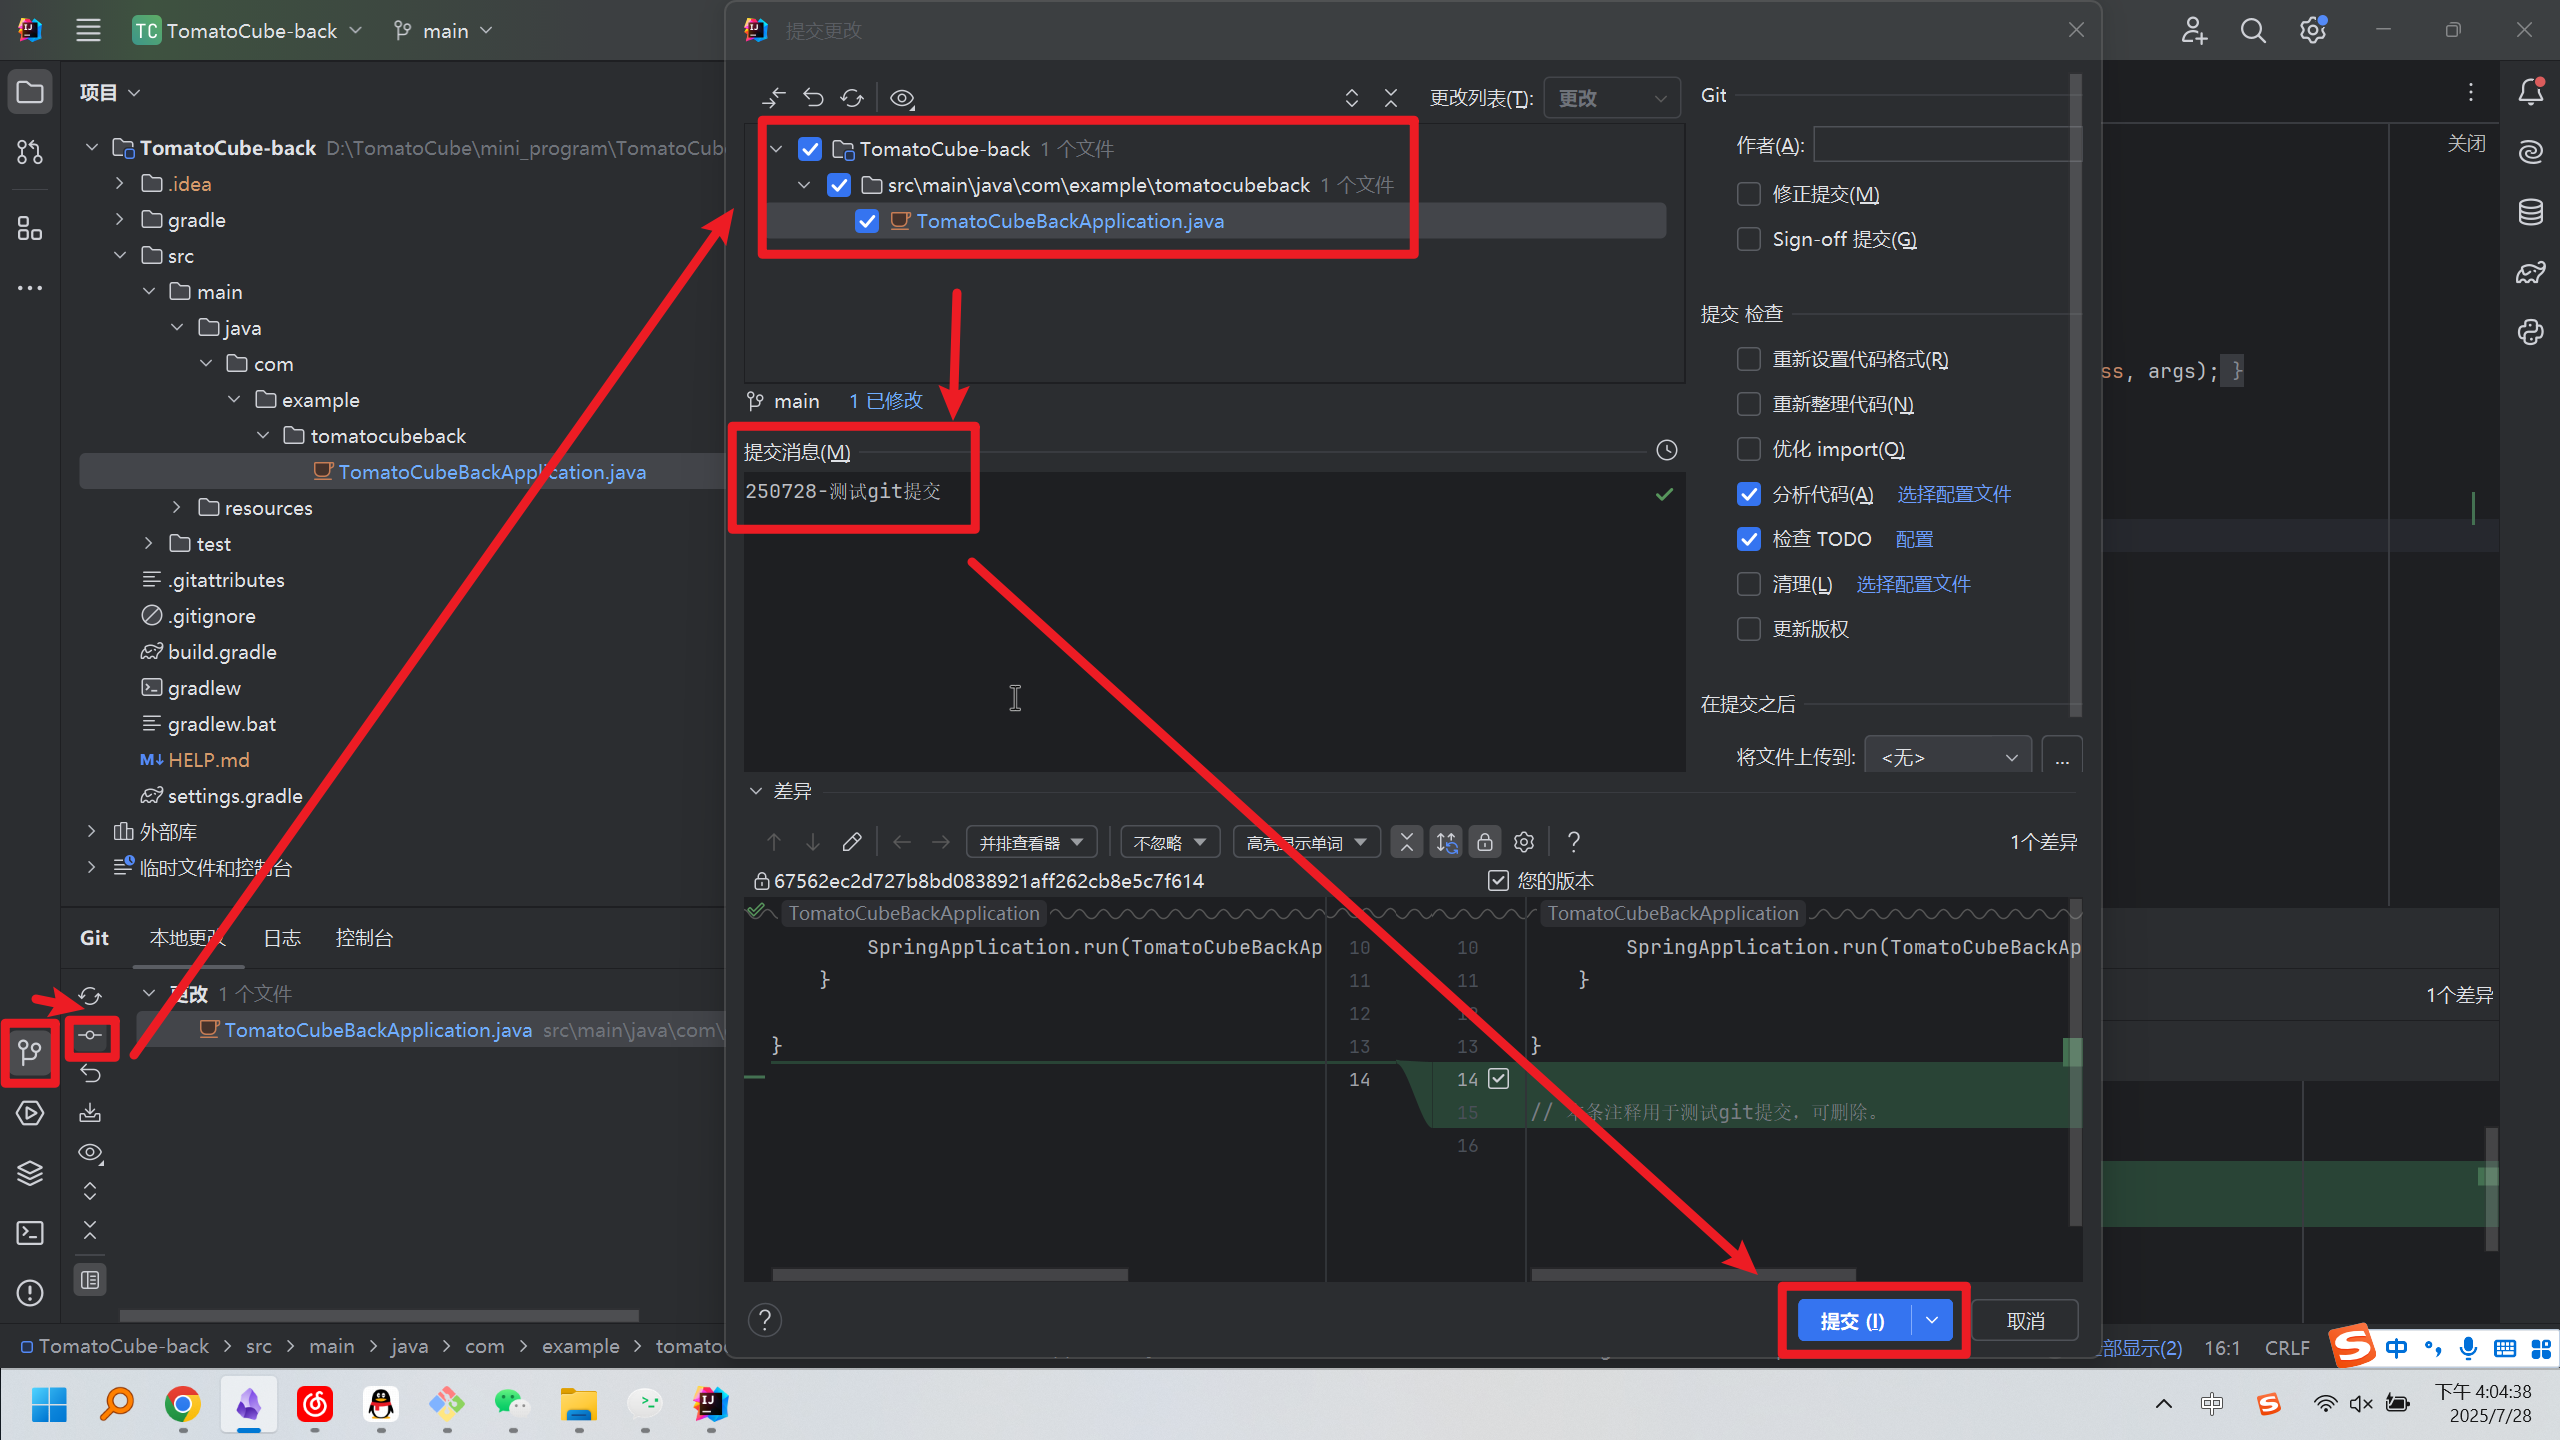 TC TomatoCube-back main
提交更改
项目
TomatoCube-back D:\TomatoCube\mini_program\TomatoCub
.idea
gradle
src
main
java
com
example
tomatocubeback
TomatoCubeBackApplication.java
resources
test
.gitattributes
.gitignore
build.gradle
gradlew
gradlew.bat
M↓ HELP.md
settings.gradle
外部库
临时文件和控制台
Git 本地更改 日志 控制台
更改 1 个文件
TomatoCubeBackApplication.java src\main\java\com\
更改列表(T): 更改
TomatoCube-back 1 个文件
src\main\java\com\example\tomatocubeback 1 个文件
TomatoCubeBackApplication.java
main 1 已修改
提交消息(M)
250728-测试git提交
Git
作者(A):
修正提交(M)
Sign-off 提交(G)
提交 检查
重新设置代码格式(R)
重新整理代码(N)
优化 import(O)
分析代码(A) 选择配置文件
检查 TODO 配置
清理(L) 选择配置文件
更新版权
在提交之后
将文件上传到: <无> ...
差异
并排查看器 不忽略 高亮显示单词 ? 1个差异
67562ec2d727b8bd0838921aff262cb8e5c7f614 您的版本
TomatoCubeBackApplication TomatoCubeBackApplication
SpringApplication.run(TomatoCubeBackAp 10 10 SpringApplication.run(TomatoCubeBackAp
} 11 11 }
12 12
} 13 13 }
14 14
15 // 本条注释用于测试git提交，可删除。
16
? 提交 (I) 取消
关闭
ss, args); }
1个差异
TomatoCube-back > src > main > java > com > example > tomato
部显示(2) 16:1 CRLF
S 中
中 S 下午 4:04:38
2025/7/28